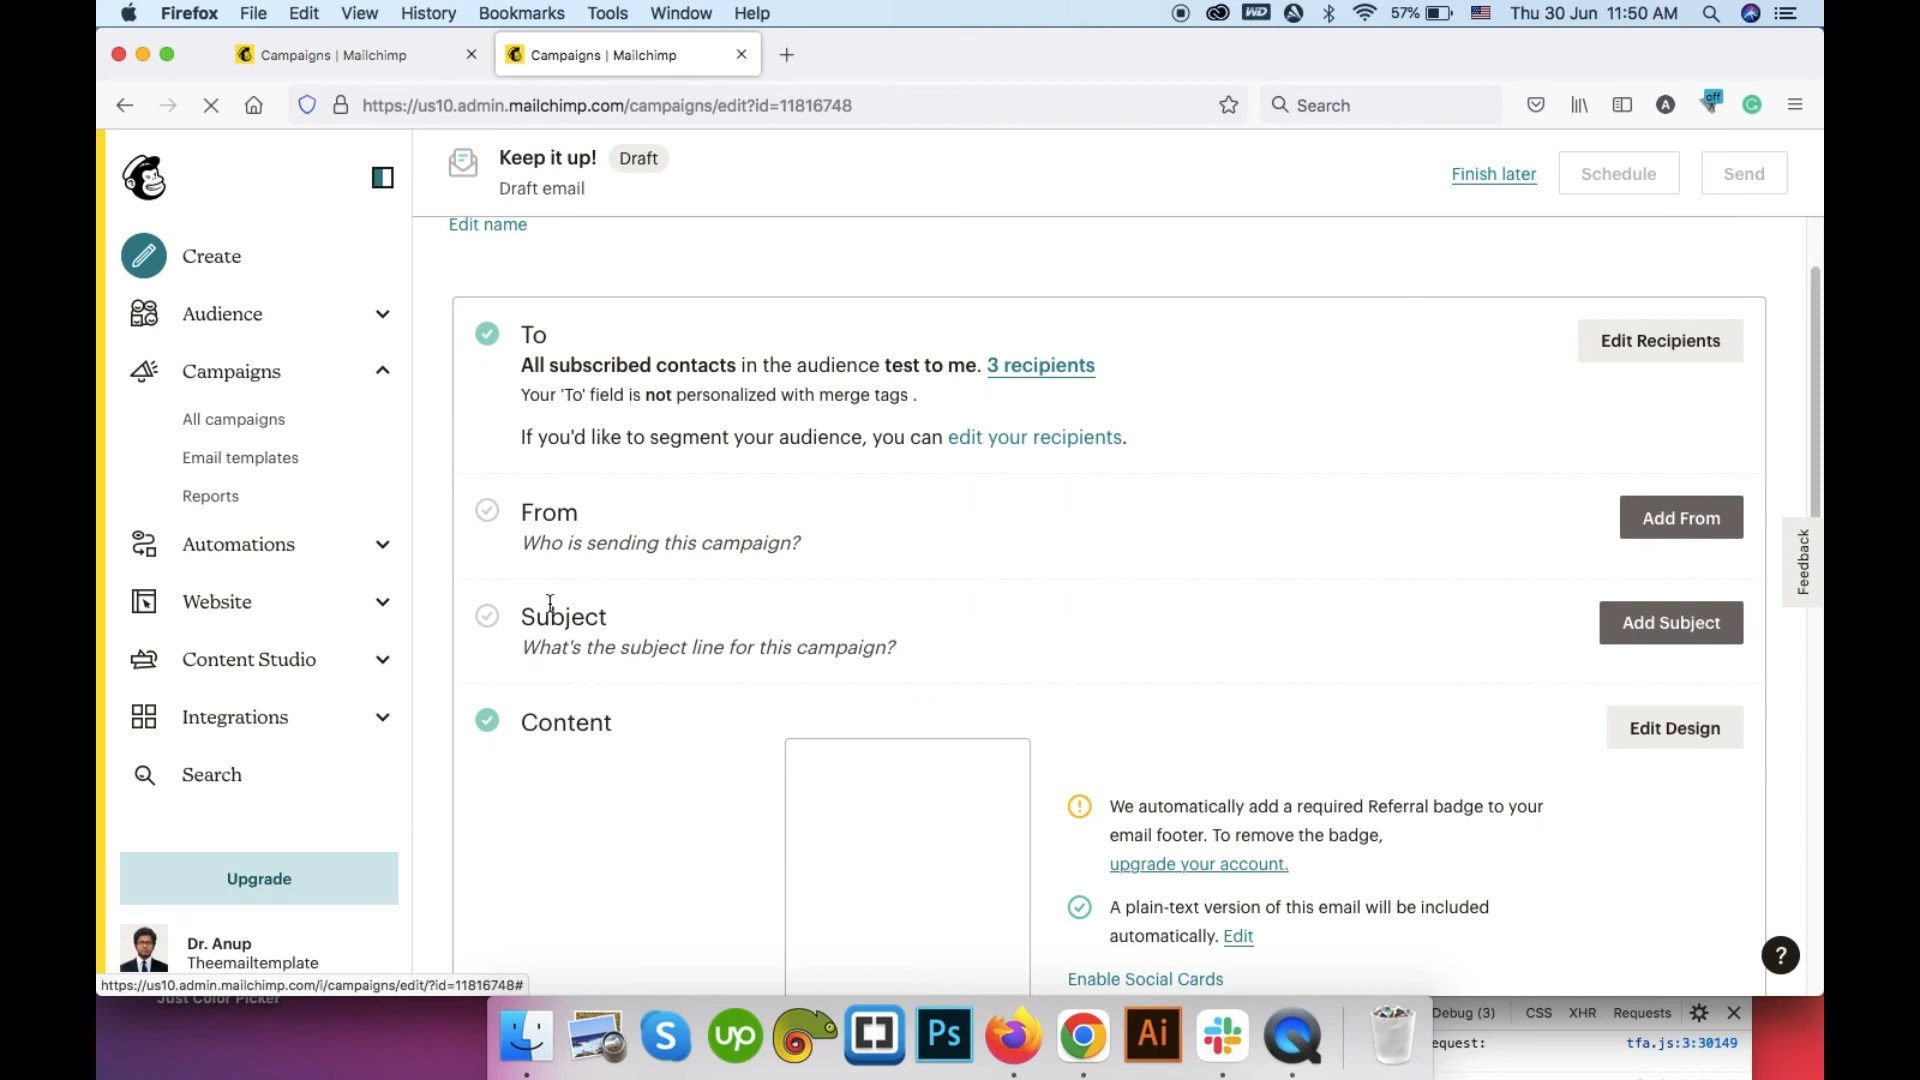 Firefox File Edit View History Bookmarks Tools Window Help
WD 57% Thu 30 Jun 11:50 AM
Campaigns | Mailchimp
Campaigns | Mailchimp
https://us10.admin.mailchimp.com/campaigns/edit?id=11816748
Search
A
off
Keep it up! Draft
Draft email
Finish later
Schedule
Send
Edit name
Create
Audience
Campaigns
All campaigns
Email templates
Reports
Automations
Website
Content Studio
Integrations
Search
Upgrade
Dr. Anup
Theemailtemplate
To
All subscribed contacts in the audience test to me. 3 recipients
Your 'To' field is not personalized with merge tags .
If you'd like to segment your audience, you can edit your recipients.
Edit Recipients
From
Who is sending this campaign?
Add From
Subject
What's the subject line for this campaign?
Add Subject
Content
Edit Design
We automatically add a required Referral badge to your
email footer. To remove the badge,
upgrade your account.
A plain-text version of this email will be included
automatically. Edit
Enable Social Cards
Feedback
?
https://us10.admin.mailchimp.com/i/campaigns/edit/?id=11816748#
Just Color Picker
S
up
Ps
Ai
Debug (3) CSS XHR Requests
equest: tfa.js:3:30149